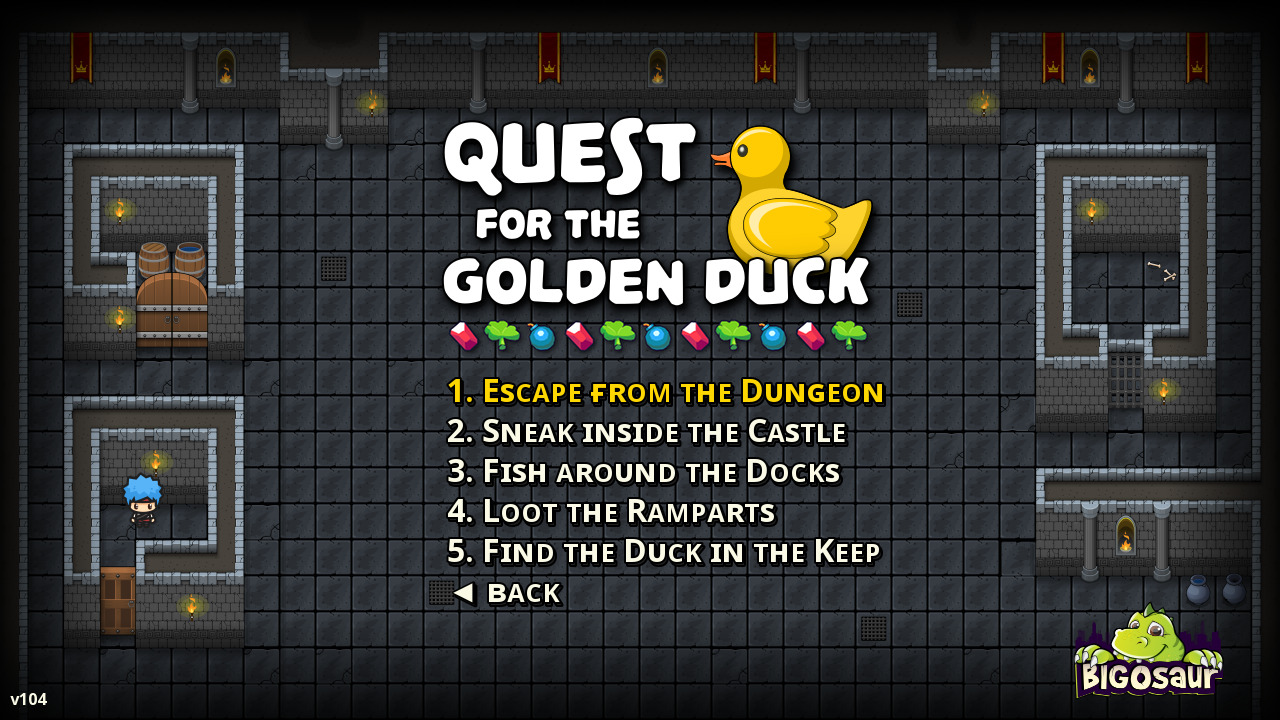 QUEST
FOR THE
GOLDEN DUCK
1. Escape from the Dungeon
2. Sneak inside the Castle
3. Fish around the Docks
4. Loot the Ramparts
5. Find the Duck in the Keep
◀ back
BIGOsaur
v104